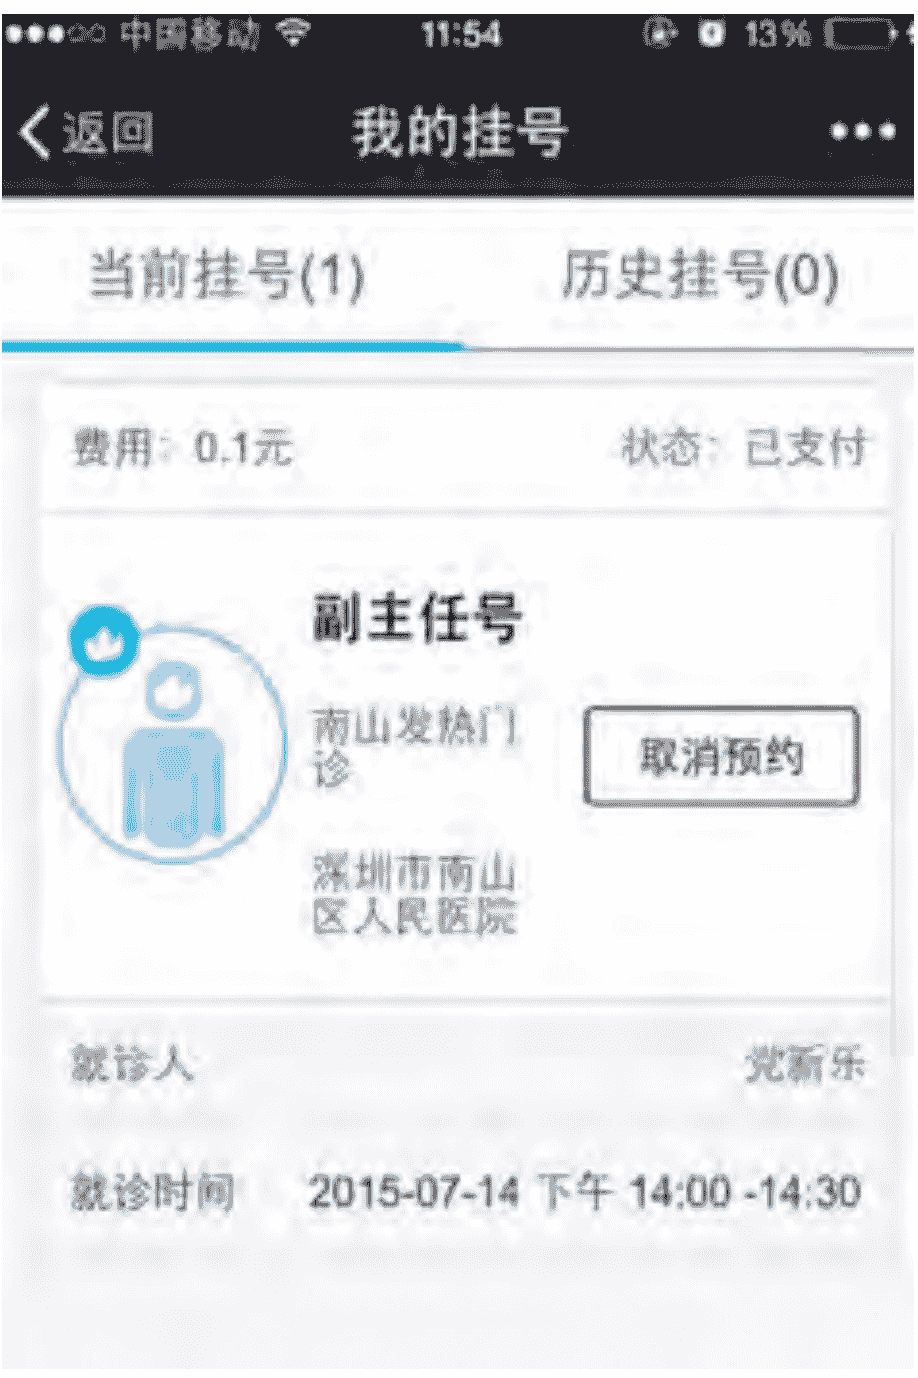 中国移动 11:54 13%
返回 我的挂号
当前挂号(1) 历史挂号(0)
费用：0.1元 状态：已支付
副主任号
南山发热门
诊
取消预约
深圳市南山
区人民医院
就诊人 党新乐
就诊时间 2015-07-14 下午 14:00 -14:30